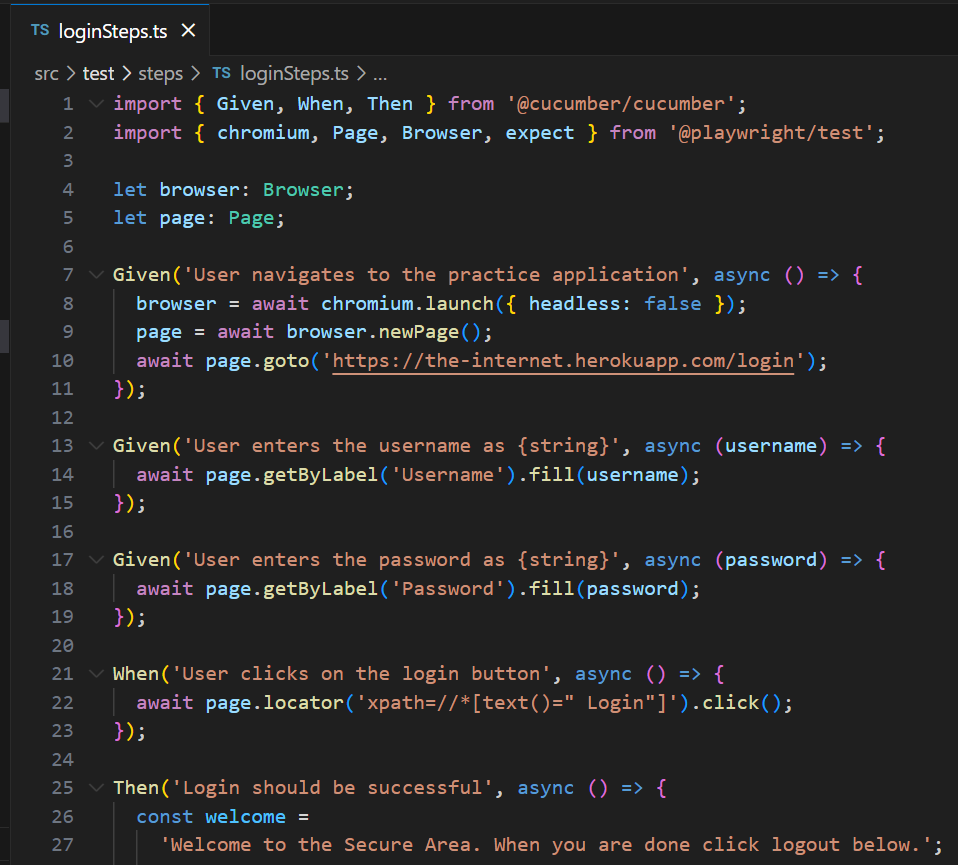 TS loginSteps.ts ×
src > test > steps > TS loginSteps.ts > ...
1 import { Given, When, Then } from '@cucumber/cucumber';
2 import { chromium, Page, Browser, expect } from '@playwright/test';
3
4 let browser: Browser;
5 let page: Page;
6
7 Given('User navigates to the practice application', async () => {
8   browser = await chromium.launch({ headless: false });
9   page = await browser.newPage();
10   await page.goto('https://the-internet.herokuapp.com/login');
11 });
12
13 Given('User enters the username as {string}', async (username) => {
14   await page.getByLabel('Username').fill(username);
15 });
16
17 Given('User enters the password as {string}', async (password) => {
18   await page.getByLabel('Password').fill(password);
19 });
20
21 When('User clicks on the login button', async () => {
22   await page.locator('xpath=//*[text()=" Login"]').click();
23 });
24
25 Then('Login should be successful', async () => {
26   const welcome =
27     'Welcome to the Secure Area. When you are done click logout below.';